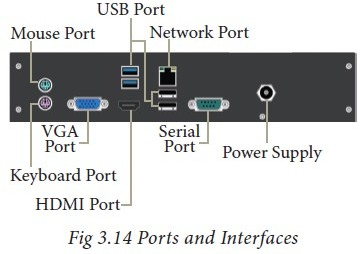 USB Port
Mouse Port
Network Port
VGA
Port
Serial
Port
Power Supply
Keyboard Port
HDMI Port
Fig 3.14 Ports and Interfaces